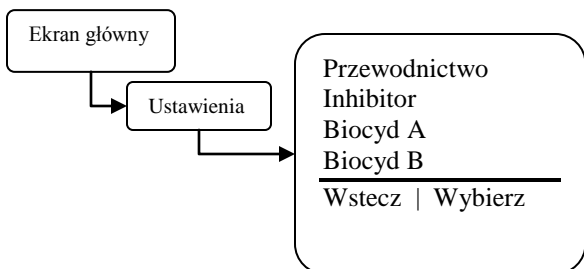 Ekran główny
Ustawienia
Przewodnictwo
Inhibitor
Biocyd A
Biocyd B
Wstecz | Wybierz